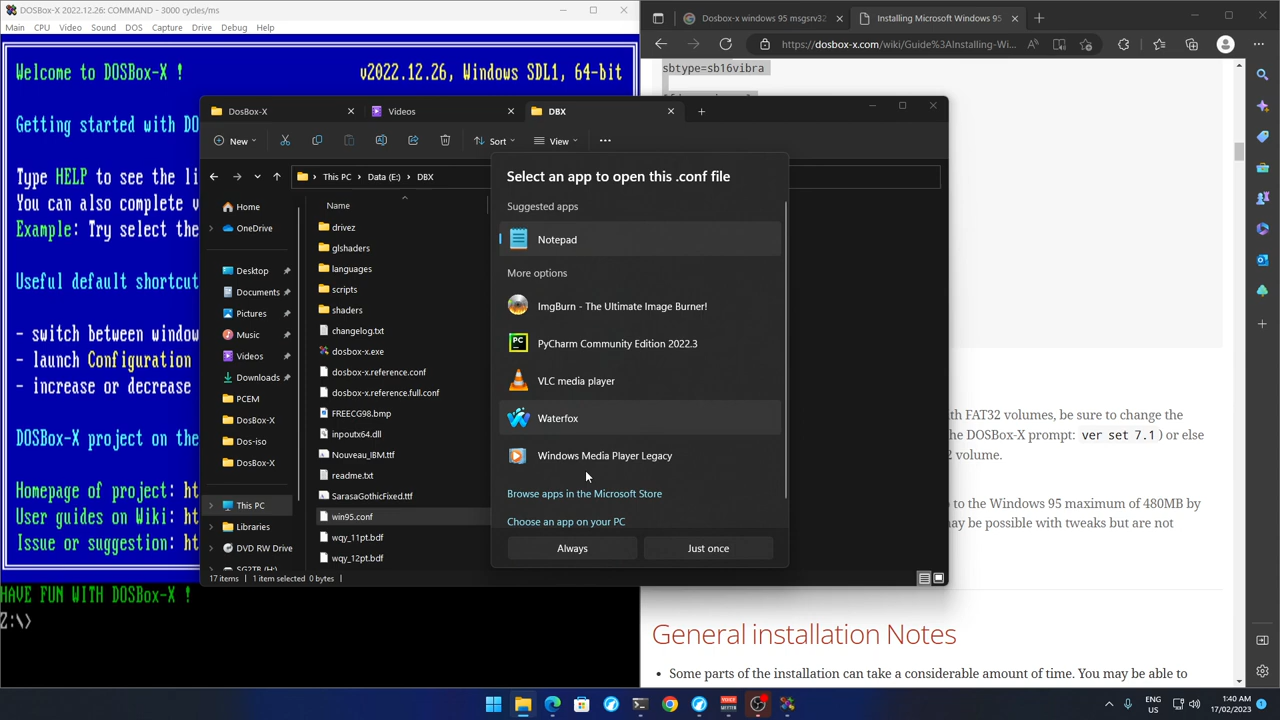 DOSBox-X 2022.12.26: COMMAND - 3000 cycles/ms
Main CPU Video Sound DOS Capture Drive Debug Help
Welcome to DOSBox-X ! v2022.12.26, Windows SDL1, 64-bit
Getting started with DO
Type HELP to see the li
You can also complete
Example: Try select the
Useful default shortcut
- switch between window
- launch Configuration
- increase or decrease
DOSBox-X project on the
Homepage of project: ht
User guides on Wiki: ht
Issue or suggestion: ht
HAVE FUN WITH DOSBox-X !
Z:\>
DosBox-X
Videos
DBX
New
Sort
View
This PC
Data (E:)
DBX
Home
OneDrive
Desktop
Documents
Pictures
Music
Videos
Downloads
PCEM
DosBox-X
Dos-iso
DosBox-X
This PC
Libraries
DVD RW Drive
SG2TB (H:)
Name
drivez
glshaders
languages
scripts
shaders
changelog.txt
dosbox-x.exe
dosbox-x.reference.conf
dosbox-x.reference.full.conf
FREECG98.bmp
inpoutx64.dll
Nouveau_IBM.ttf
readme.txt
SarasaGothicFixed.ttf
win95.conf
wqy_11pt.bdf
wqy_12pt.bdf
17 items
1 item selected 0 bytes
Select an app to open this .conf file
Suggested apps
Notepad
More options
ImgBurn - The Ultimate Image Burner!
PyCharm Community Edition 2022.3
VLC media player
Waterfox
Windows Media Player Legacy
Browse apps in the Microsoft Store
Choose an app on your PC
Always
Just once
Dosbox-x windows 95 msgsrv32
Installing Microsoft Windows 95
https://dosbox-x.com/wiki/Guide%3AInstalling-Wi...
sbtype=sb16vibra
th FAT32 volumes, be sure to change the
he DOSBox-X prompt: ver set 7.1 ) or else
2 volume.
to the Windows 95 maximum of 480MB by
may be possible with tweaks but are not
General installation Notes
• Some parts of the installation can take a considerable amount of time. You may be able to
ENG
US
1:40 AM
17/02/2023